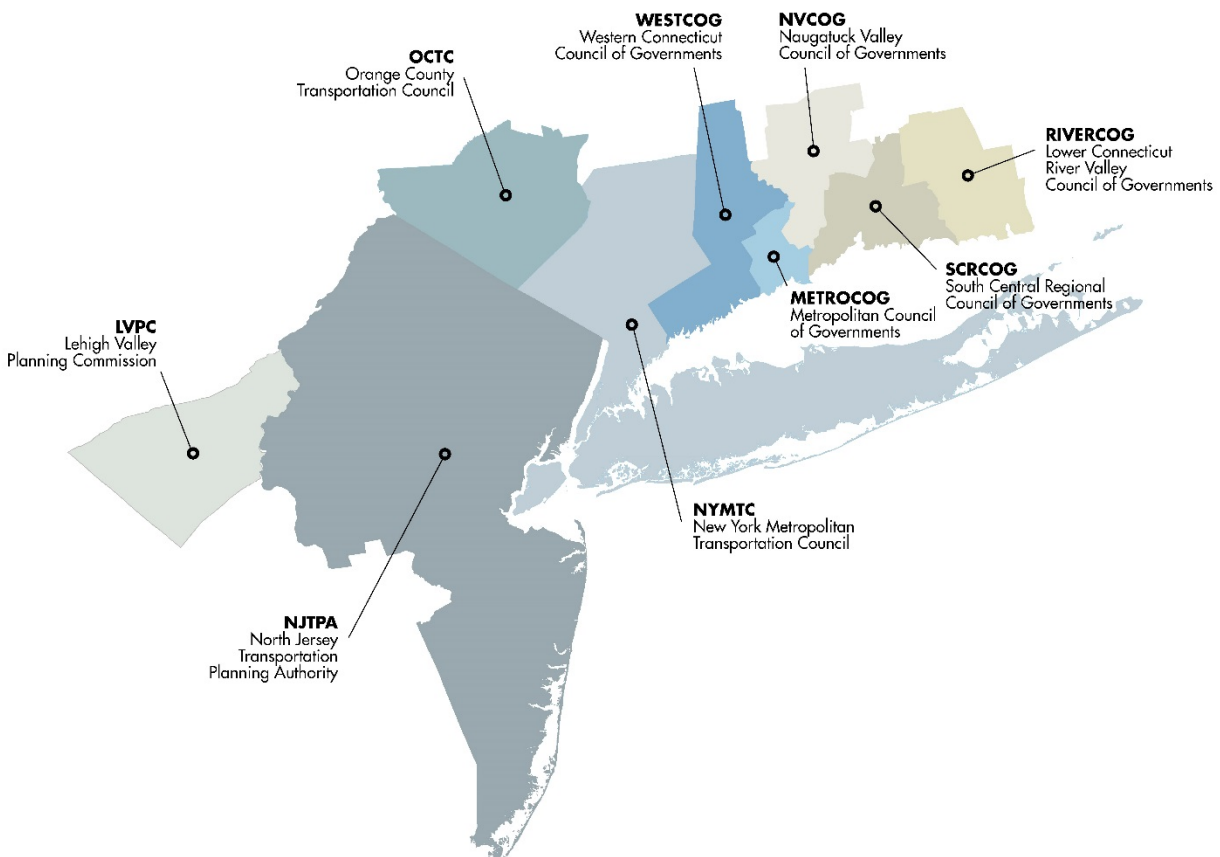 WESTCOG
Western Connecticut
Council of Governments
NVCOG
Naugatuck Valley
Council of Governments
OCTC
Orange County
Transportation Council
RIVERCOG
Lower Connecticut
River Valley
Council of Governments
SCRCOG
South Central Regional
Council of Governments
METROCOG
Metropolitan Council
of Governments
LVPC
Lehigh Valley
Planning Commission
NYMTC
New York Metropolitan
Transportation Council
NJTPA
North Jersey
Transportation
Planning Authority